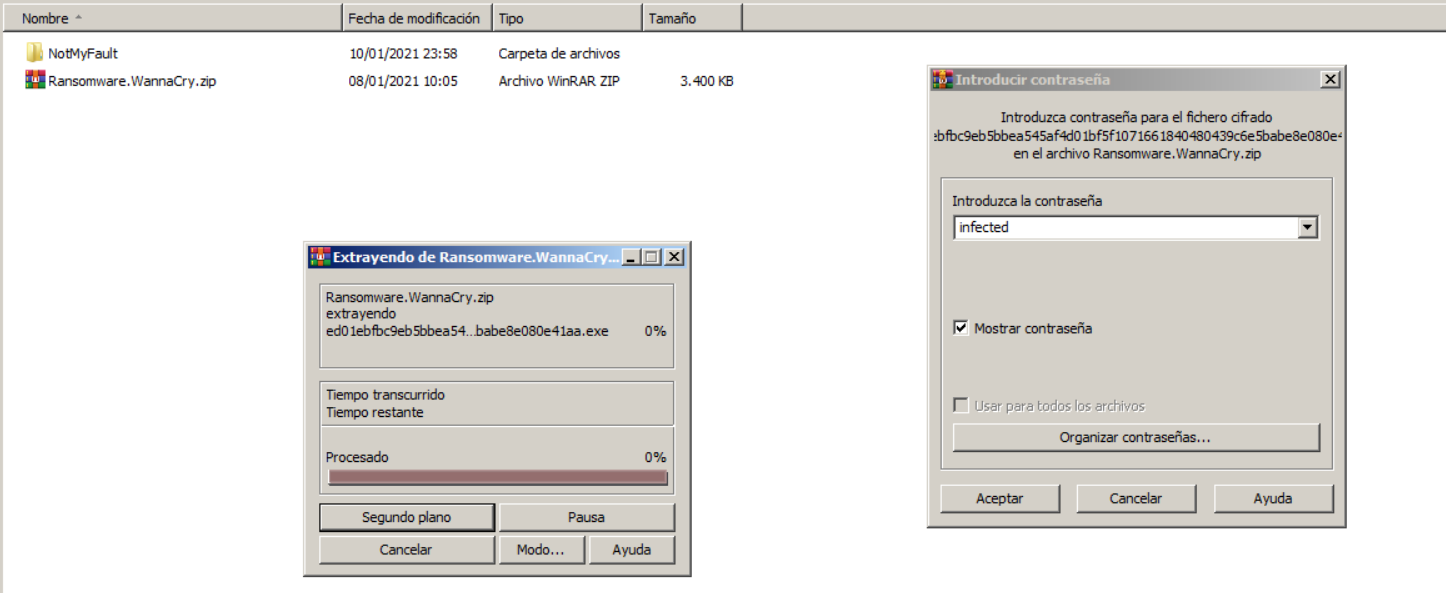 Nombre Fecha de modificación Tipo Tamaño
NotMyFault 10/01/2021 23:58 Carpeta de archivos
Ransomware.WannaCry.zip 08/01/2021 10:05 Archivo WinRAR ZIP 3.400 KB
Extrayendo de Ransomware.WannaCry...
Ransomware.WannaCry.zip
extrayendo
ed01ebfbc9eb5bbea54...babe8e080e41aa.exe 0%
Tiempo transcurrido
Tiempo restante
Procesado 0%
Segundo plano Pausa
Cancelar Modo... Ayuda
Introducir contraseña
Introduzca contraseña para el fichero cifrado
ebfbc9eb5bbea545af4d01bf5f1071661840480439c6e5babe8e080e4
en el archivo Ransomware.WannaCry.zip
Introduzca la contraseña
infected
Mostrar contraseña
Usar para todos los archivos
Organizar contraseñas...
Aceptar Cancelar Ayuda